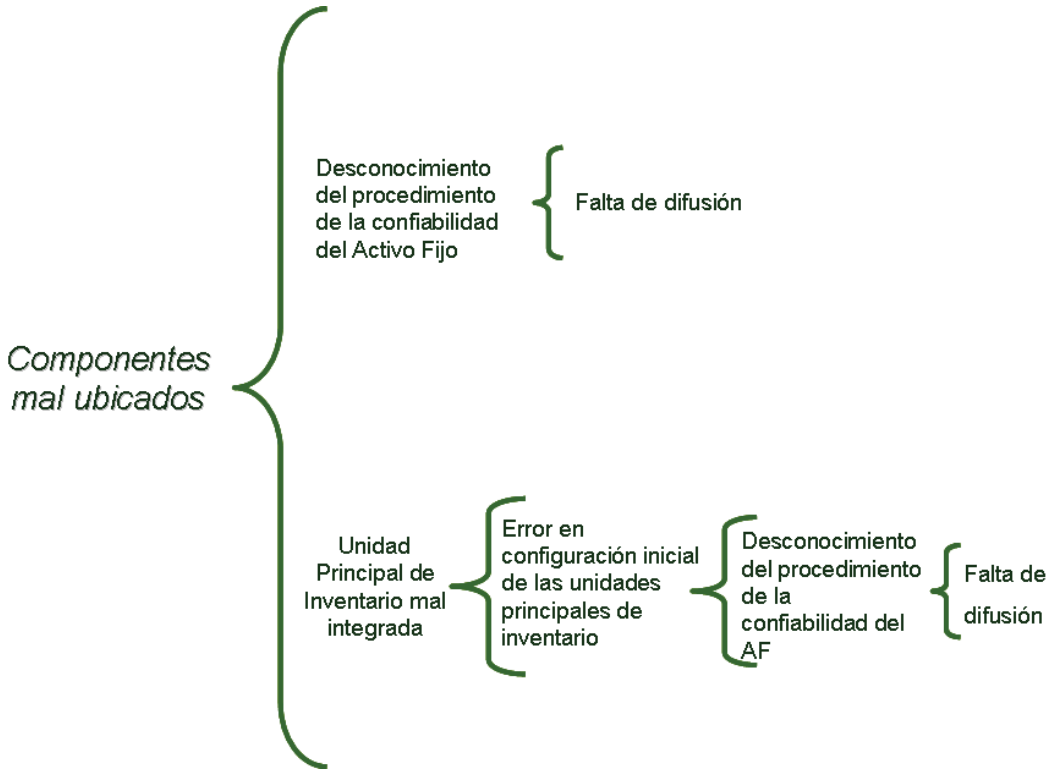 Componentes
mal ubicados
Desconocimiento
del procedimiento
de la confiabilidad
del Activo Fijo
Falta de difusión
Unidad
Principal de
Inventario mal
integrada
Error en
configuración inicial
de las unidades
principales de
inventario
Desconocimiento
del procedimiento
de la
confiabilidad del
AF
Falta de
difusión